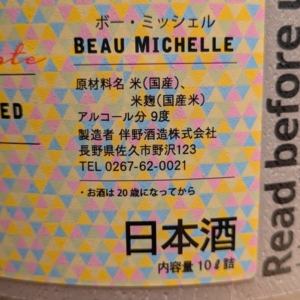 ボー・ミッシェル
BEAU MICHELLE
原材料名 米(国産)、
米麹(国産米)
アルコール分 9度
製造者 伴野酒造株式会社
長野県佐久市野沢123
TEL 0267-62-0021
・お酒は20歳になってから
日本酒
内容量 10ℓ詰
ED
Read before u